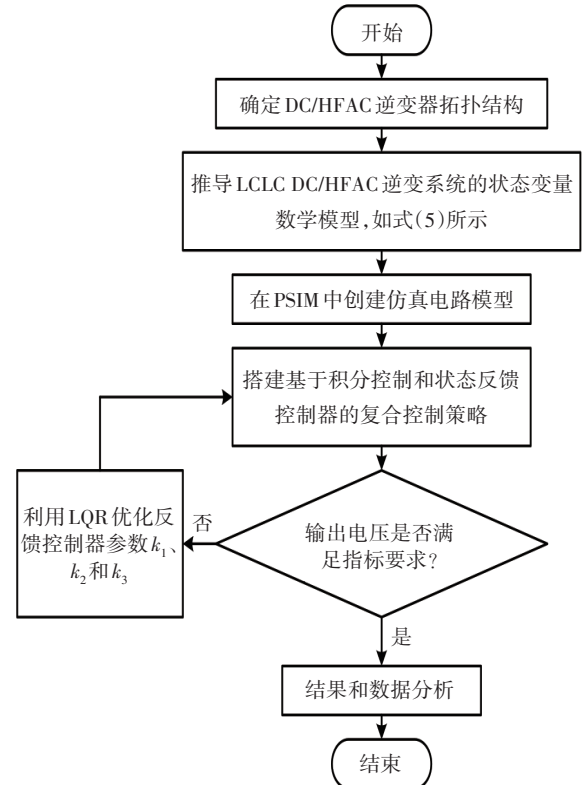 开始
确定DC/HFAC逆变器拓扑结构
推导LCLC DC/HFAC逆变系统的状态变量
数学模型,如式(5)所示
在PSIM中创建仿真电路模型
搭建基于积分控制和状态反馈
控制器的复合控制策略
输出电压是否满
足指标要求?
否
利用LQR优化反
馈控制器参数k₁、
k₂和k₃
是
结果和数据分析
结束